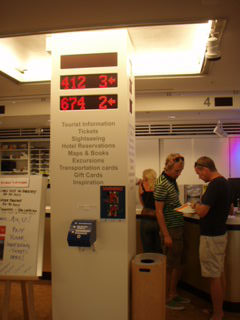 412 3←
674 2←
4
Tourist Information
Tickets
Sightseeing
Hotel Reservations
Maps & Books
Excursions
Transportation cards
Gift Cards
Inspiration